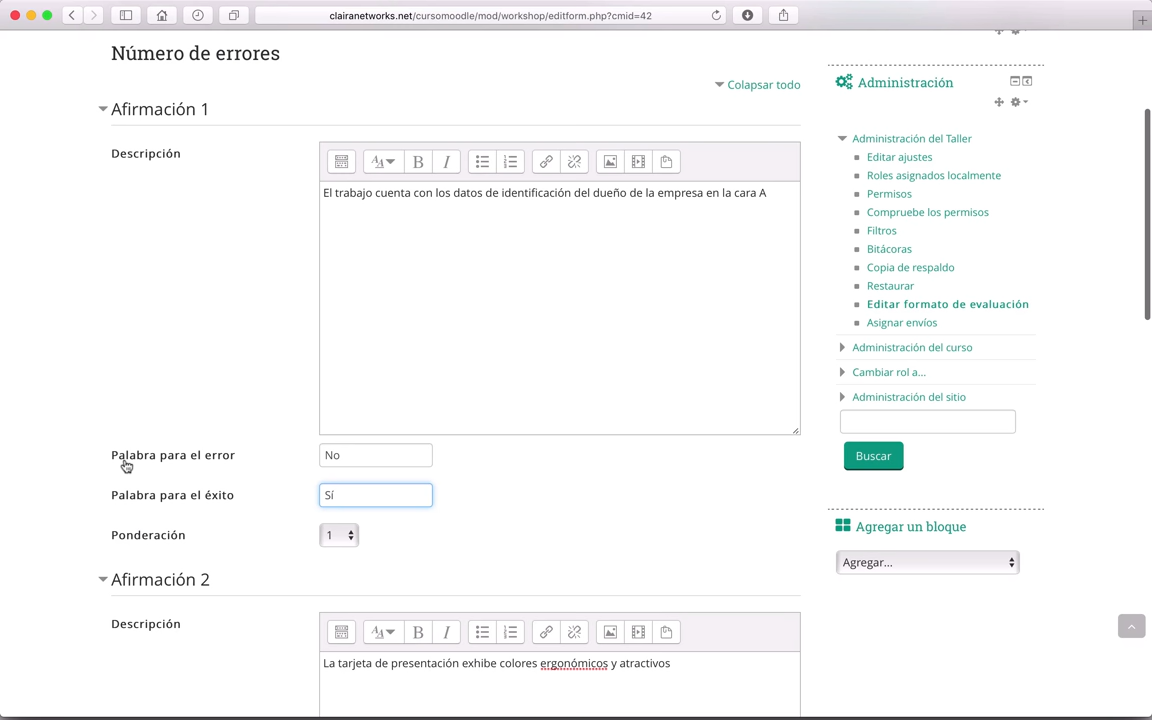 clairanetworks.net/cursomoodle/mod/workshop/editform.php?cmid=42
Número de errores
Colapsar todo
Afirmación 1
Descripción
El trabajo cuenta con los datos de identificación del dueño de la empresa en la cara A
Palabra para el error
No
Palabra para el éxito
Sí
Ponderación
1
Afirmación 2
Descripción
La tarjeta de presentación exhibe colores ergonómicos y atractivos
Administración
Administración del Taller
Editar ajustes
Roles asignados localmente
Permisos
Compruebe los permisos
Filtros
Bitácoras
Copia de respaldo
Restaurar
Editar formato de evaluación
Asignar envíos
Administración del curso
Cambiar rol a...
Administración del sitio
Buscar
Agregar un bloque
Agregar...